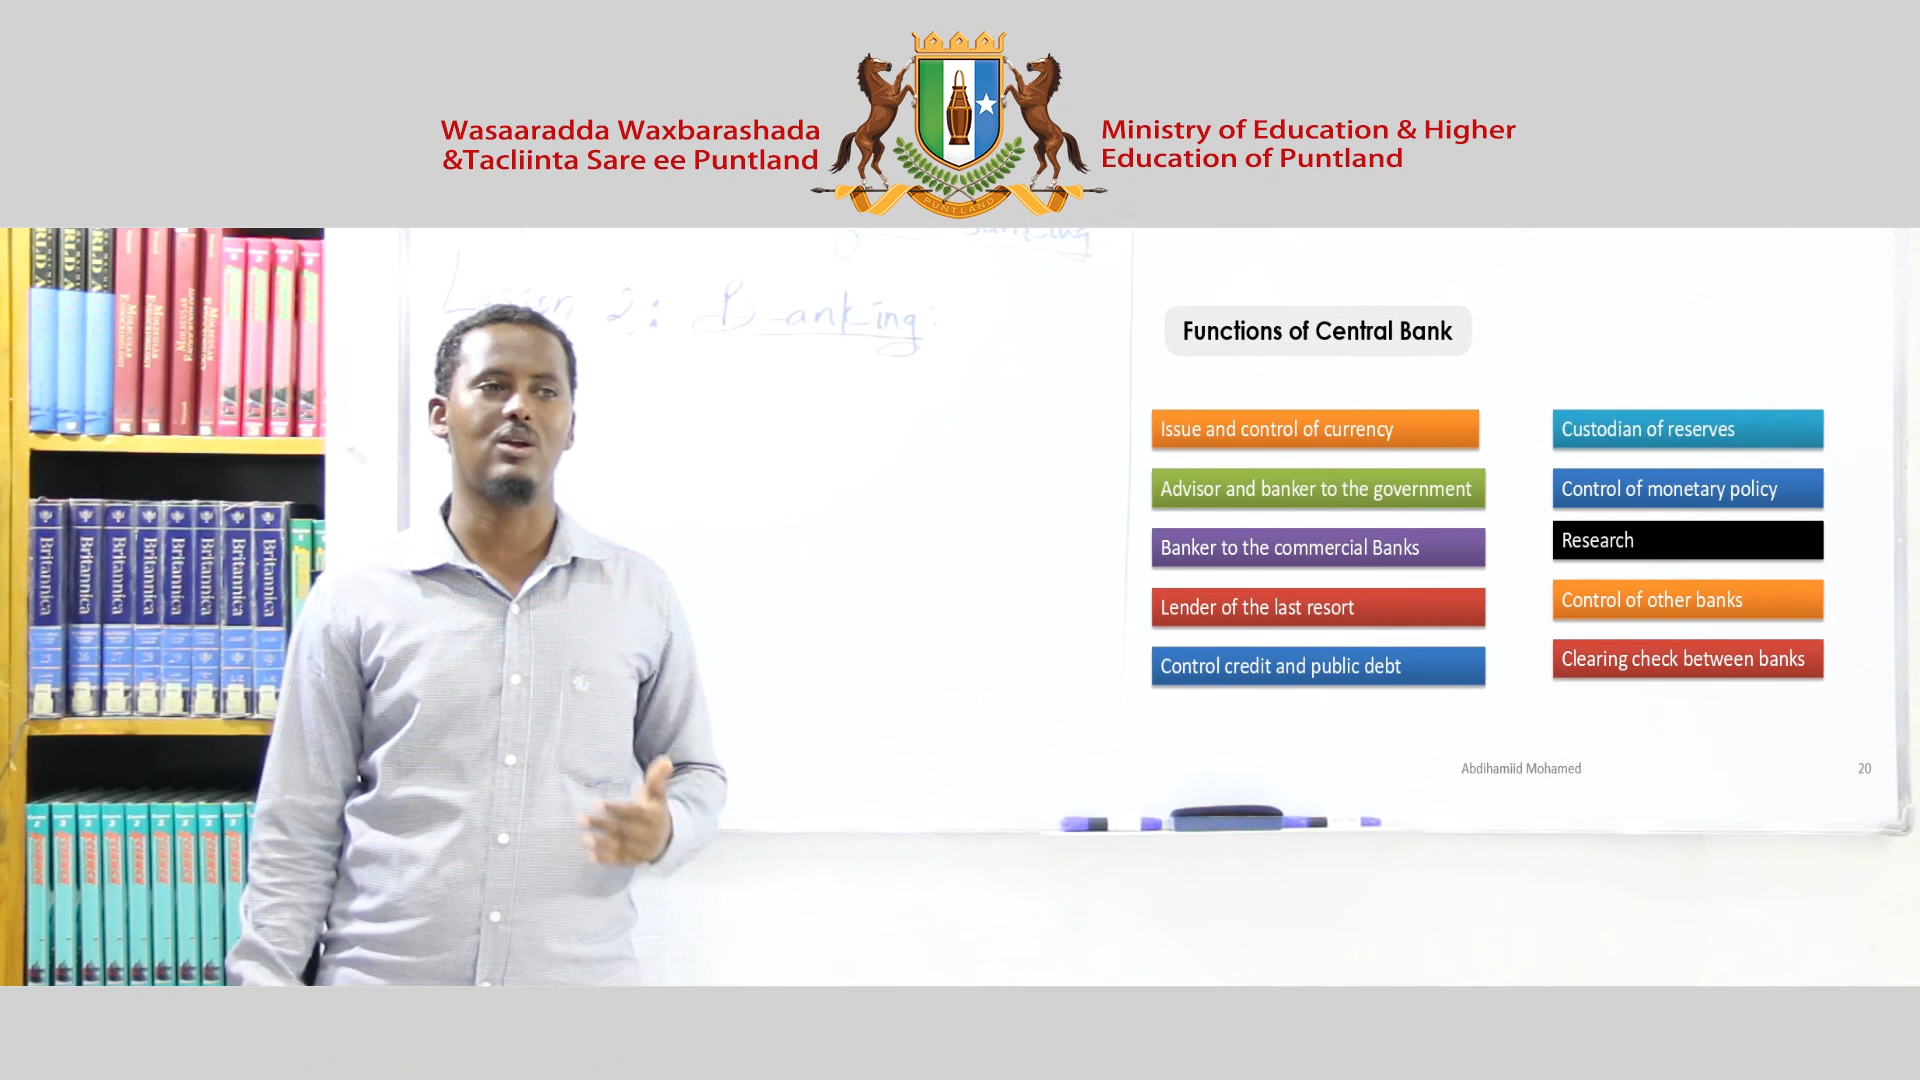 Wasaaradda Waxbarashada
&Tacliinta Sare ee Puntland
PUNTLAND
Ministry of Education & Higher
Education of Puntland
Banking
Lesson 2: Banking:
Functions of Central Bank
Issue and control of currency
Advisor and banker to the government
Banker to the commercial Banks
Lender of the last resort
Control credit and public debt
Custodian of reserves
Control of monetary policy
Research
Control of other banks
Clearing check between banks
Abdihamiid Mohamed
20
Britannica
Britannica
Britannica
Britannica
Britannica
Britannica
Britannica
Britannica